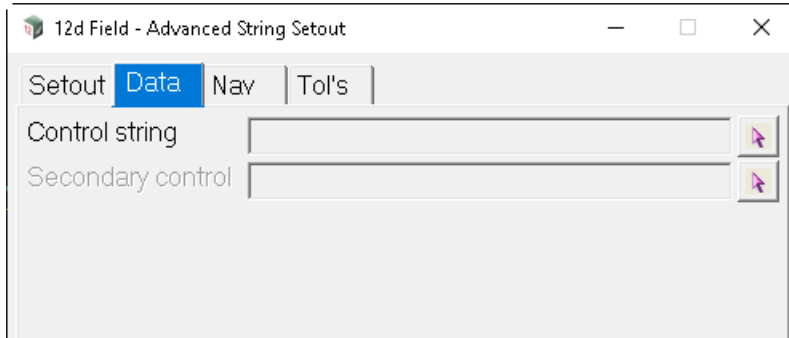 12d Field - Advanced String Setout
Setout Data Nav Tol's
Control string
Secondary control